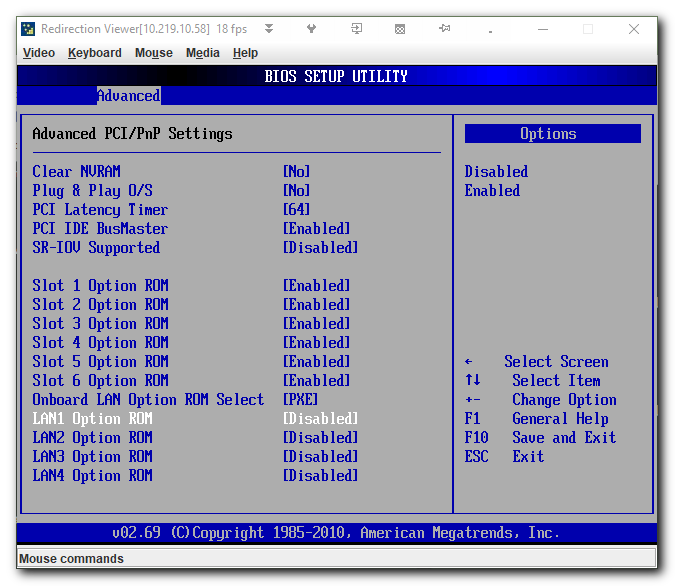 Redirection Viewer[10.219.10.58] 18 fps
Video Keyboard Mouse Media Help
BIOS SETUP UTILITY
Advanced
Advanced PCI/PnP Settings
Clear NVRAM [No]
Plug & Play O/S [No]
PCI Latency Timer [64]
PCI IDE BusMaster [Enabled]
SR-IOV Supported [Disabled]
Slot 1 Option ROM [Enabled]
Slot 2 Option ROM [Enabled]
Slot 3 Option ROM [Enabled]
Slot 4 Option ROM [Enabled]
Slot 5 Option ROM [Enabled]
Slot 6 Option ROM [Enabled]
Onboard LAN Option ROM Select [PXE]
LAN1 Option ROM [Disabled]
LAN2 Option ROM [Disabled]
LAN3 Option ROM [Disabled]
LAN4 Option ROM [Disabled]
Options
Disabled
Enabled
← Select Screen
↑↓ Select Item
+- Change Option
F1 General Help
F10 Save and Exit
ESC Exit
v02.69 (C)Copyright 1985-2010, American Megatrends, Inc.
Mouse commands